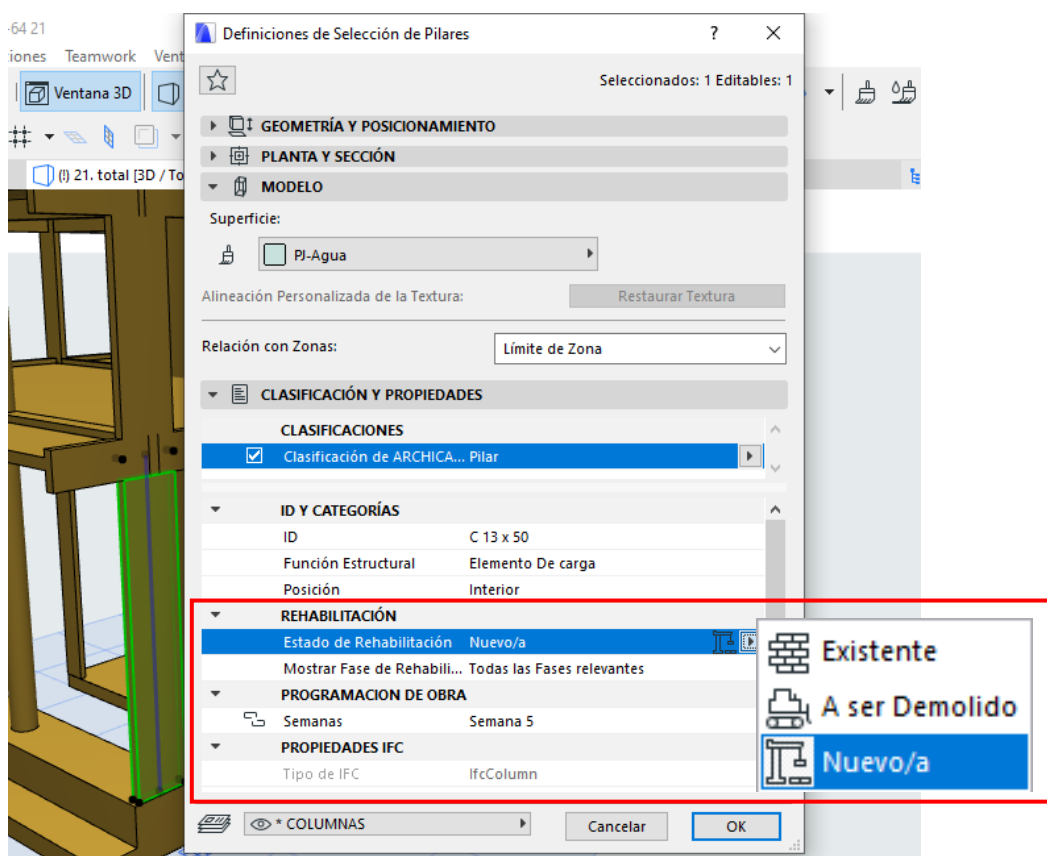 -64 21
Definiciones de Selección de Pilares ? ×
iones Teamwork Vent
Ventana 3D
Seleccionados: 1 Editables: 1
GEOMETRÍA Y POSICIONAMIENTO
PLANTA Y SECCIÓN
(!) 21. total [3D / To
MODELO
Superficie:
PJ-Agua
Alineación Personalizada de la Textura: Restaurar Textura
Relación con Zonas: Límite de Zona
CLASIFICACIÓN Y PROPIEDADES
CLASIFICACIONES
Clasificación de ARCHICA... Pilar
ID Y CATEGORÍAS
ID C 13 x 50
Función Estructural Elemento De carga
Posición Interior
REHABILITACIÓN
Estado de Rehabilitación Nuevo/a
Mostrar Fase de Rehabili... Todas las Fases relevantes
PROGRAMACION DE OBRA
Semanas Semana 5
PROPIEDADES IFC
Tipo de IFC IfcColumn
Existente
A ser Demolido
Nuevo/a
* COLUMNAS
Cancelar OK